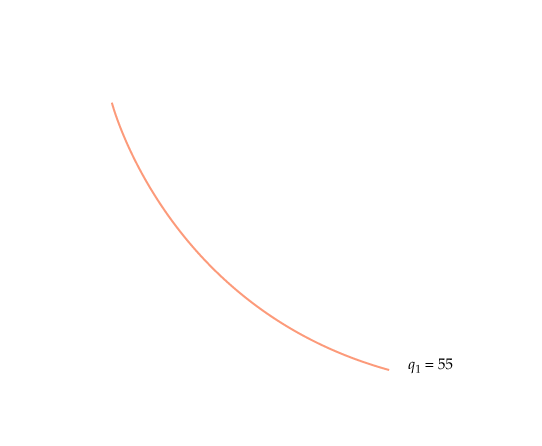 q₁ = 55